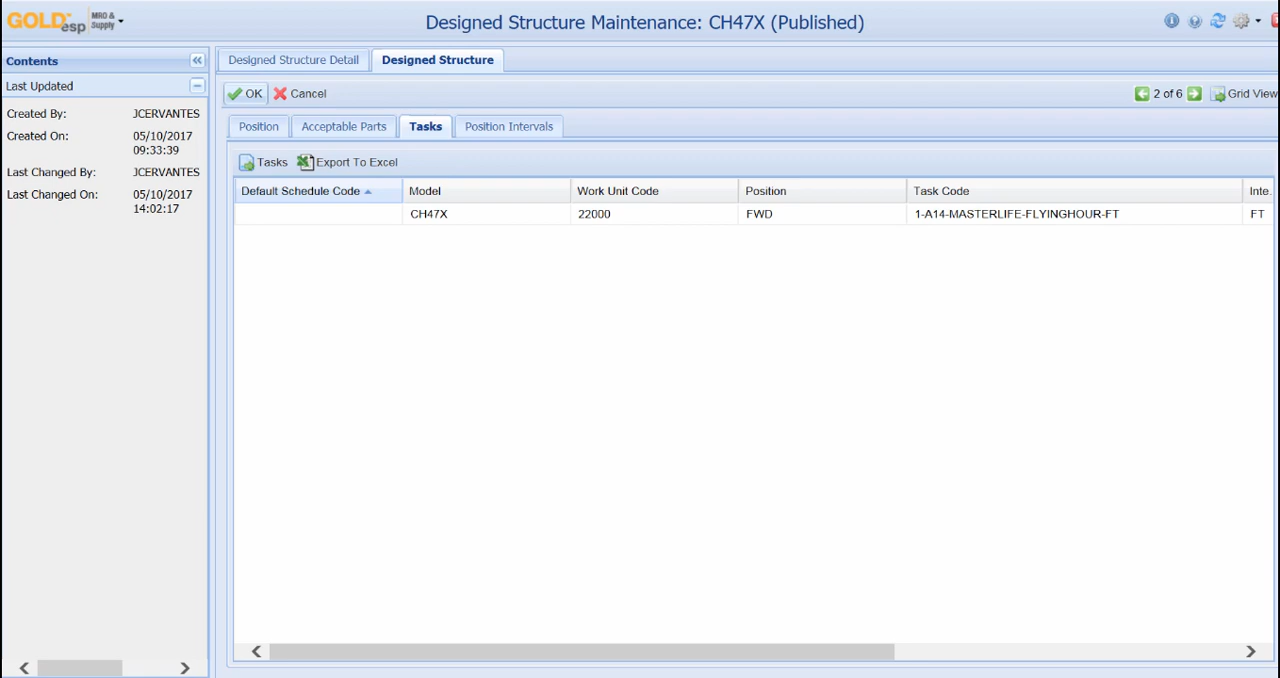 GOLDesp MRO & Supply
Designed Structure Maintenance: CH47X (Published)
Contents
Last Updated
Created By: JCERVANTES
Created On: 05/10/2017
09:33:39
Last Changed By: JCERVANTES
Last Changed On: 05/10/2017
14:02:17
Designed Structure Detail Designed Structure
OK Cancel 2 of 6 Grid View
Position Acceptable Parts Tasks Position Intervals
Tasks Export To Excel
Default Schedule Code Model Work Unit Code Position Task Code Inte.
CH47X 22000 FWD 1-A14-MASTERLIFE-FLYINGHOUR-FT FT